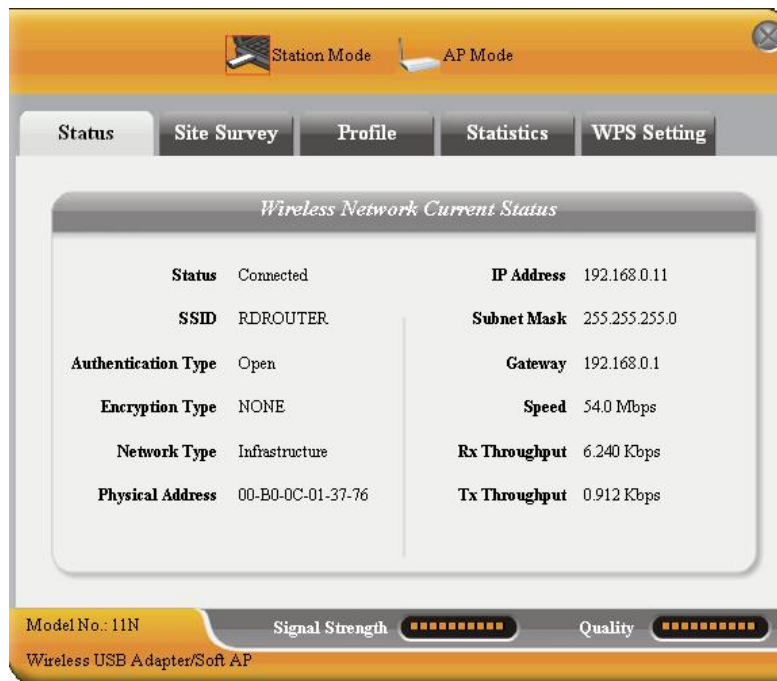 Station Mode AP Mode
Status Site Survey Profile Statistics WPS Setting
Wireless Network Current Status
Status Connected
SSID RDROUTER
Authentication Type Open
Encryption Type NONE
Network Type Infrastructure
Physical Address 00-B0-0C-01-37-76
IP Address 192.168.0.11
Subnet Mask 255.255.255.0
Gateway 192.168.0.1
Speed 54.0 Mbps
Rx Throughput 6.240 Kbps
Tx Throughput 0.912 Kbps
Model No.: 11N
Signal Strength Quality
Wireless USB Adapter/Soft AP